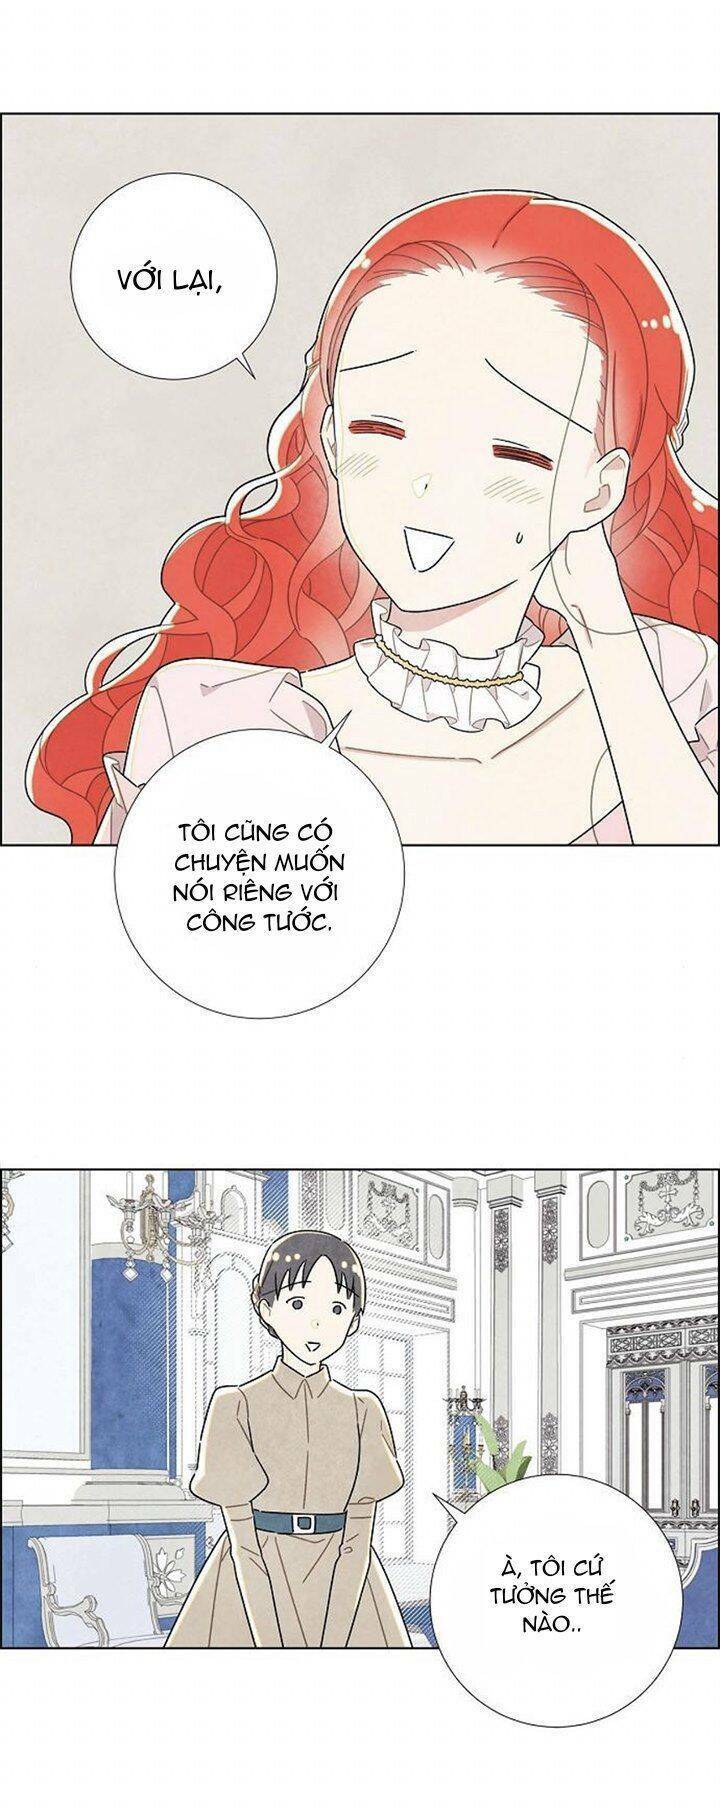 VỚI LẠI,
TÔI CŨNG CÓ
CHUYỆN MUỐN
NÓI RIÊNG VỚI
CÔNG TƯỚC.
À, TÔI CỨ
TƯỞNG THẾ
NÀO..